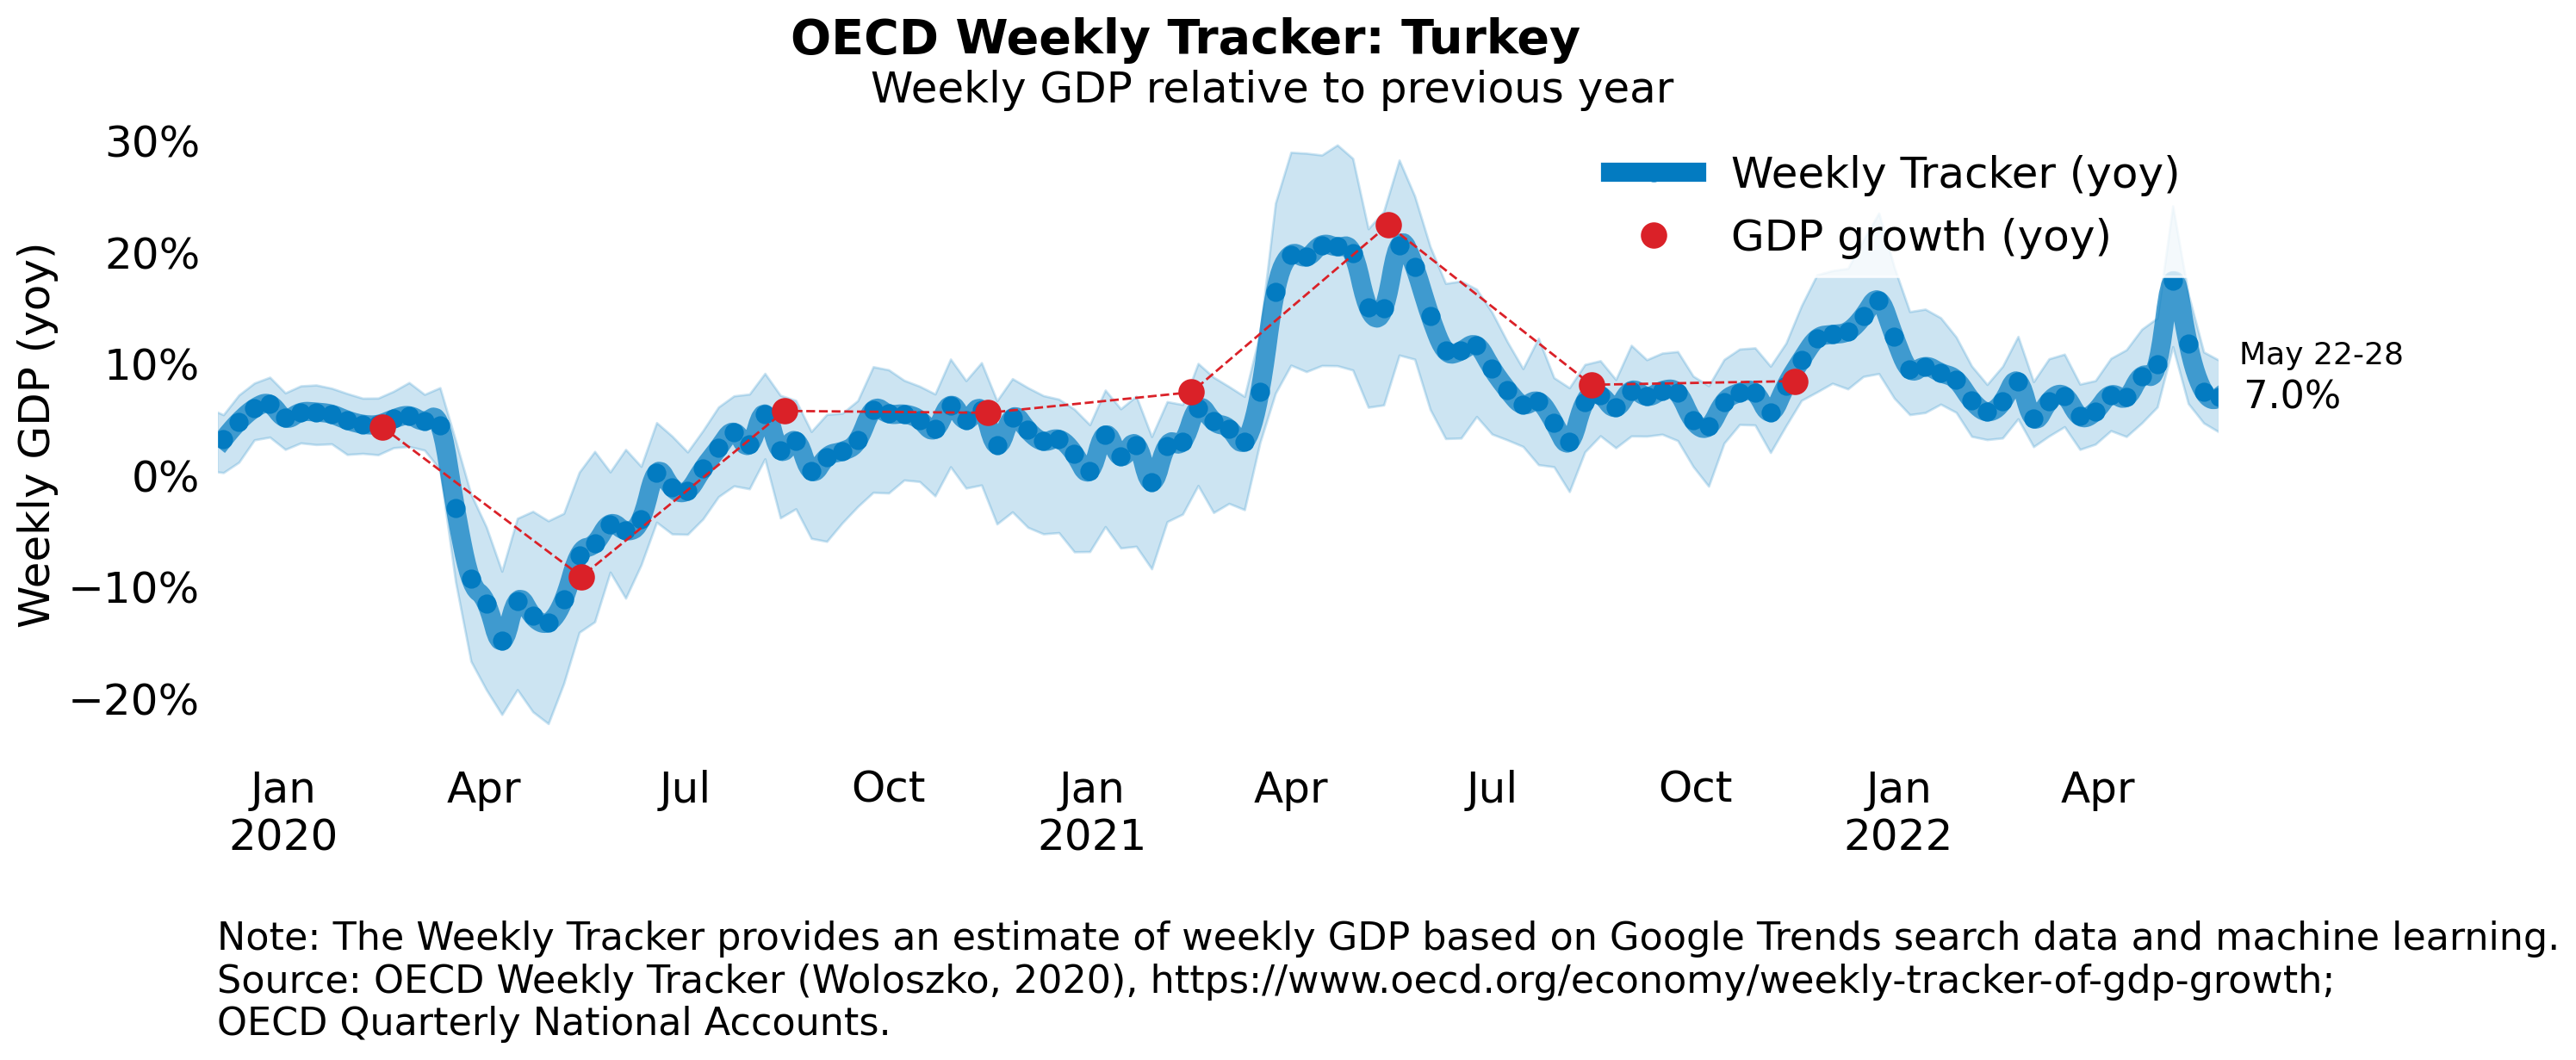 OECD Weekly Tracker: Turkey
Weekly GDP relative to previous year
Weekly GDP (yoy)
30%
20%
10%
0%
−10%
−20%
Weekly Tracker (yoy)
GDP growth (yoy)
May 22-28
7.0%
Jan Apr Jul Oct Jan Apr Jul Oct Jan Apr
2020 2021 2022
Note: The Weekly Tracker provides an estimate of weekly GDP based on Google Trends search data and machine learning.
Source: OECD Weekly Tracker (Woloszko, 2020), https://www.oecd.org/economy/weekly-tracker-of-gdp-growth;
OECD Quarterly National Accounts.